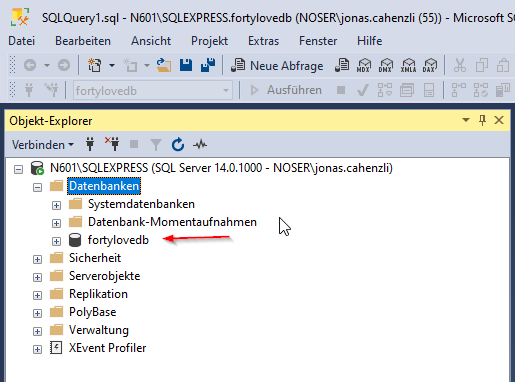 SQLQuery1.sql - N601\SQLEXPRESS.fortylovedb (NOSER\jonas.cahenzli (55)) - Microsoft S
Datei Bearbeiten Ansicht Projekt Extras Fenster Hilfe
Neue Abfrage MDX DMX XMLA DAX
fortylovedb Ausführen
Objekt-Explorer
Verbinden
N601\SQLEXPRESS (SQL Server 14.0.1000 - NOSER\jonas.cahenzli)
Datenbanken
Systemdatenbanken
Datenbank-Momentaufnahmen
fortylovedb
Sicherheit
Serverobjekte
Replikation
PolyBase
Verwaltung
XEvent Profiler